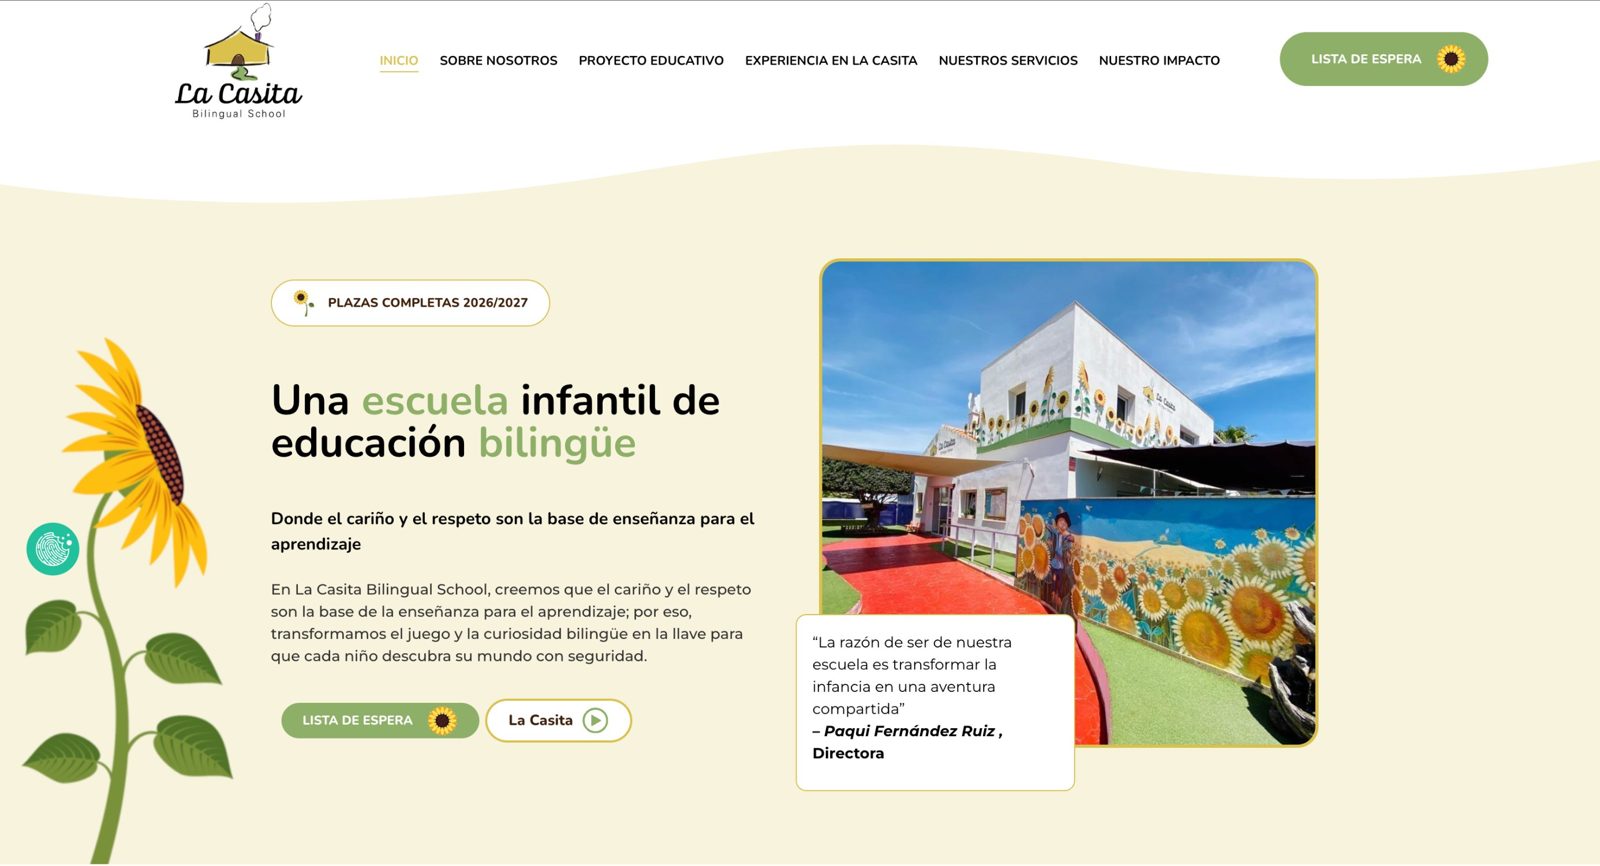 La Casita
Bilingual School
INICIO
SOBRE NOSOTROS
PROYECTO EDUCATIVO
EXPERIENCIA EN LA CASITA
NUESTROS SERVICIOS
NUESTRO IMPACTO
LISTA DE ESPERA
PLAZAS COMPLETAS 2026/2027
Una escuela infantil de
educación bilingüe
Donde el cariño y el respeto son la base de enseñanza para el
aprendizaje
En La Casita Bilingual School, creemos que el cariño y el respeto
son la base de la enseñanza para el aprendizaje; por eso,
transformamos el juego y la curiosidad bilingüe en la llave para
que cada niño descubra su mundo con seguridad.
LISTA DE ESPERA
La Casita
La Casita
La Casita
“La razón de ser de nuestra
escuela es transformar la
infancia en una aventura
compartida”
– Paqui Fernández Ruiz ,
Directora